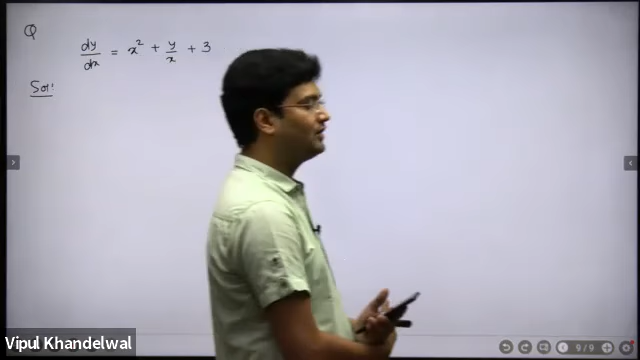 Q
dy/dx = x² + y/x + 3
Sol:
Vipul Khandelwal
9/9